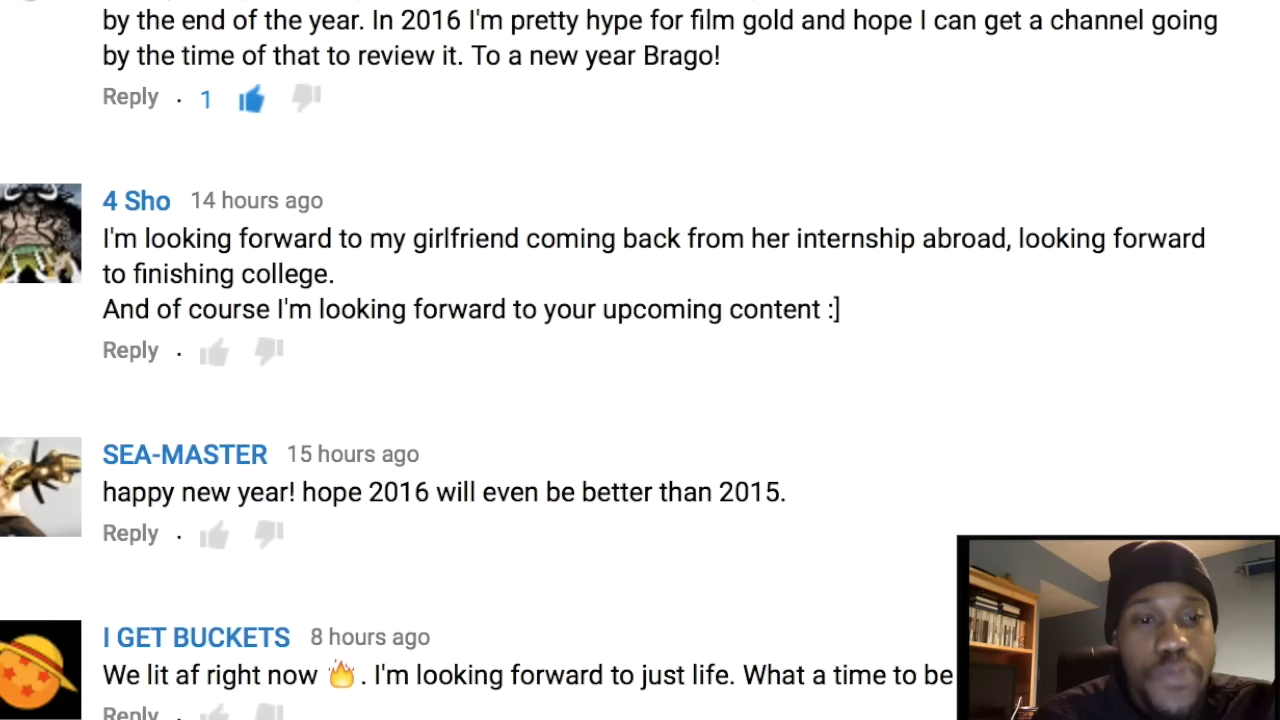 by the end of the year. In 2016 I'm pretty hype for film gold and hope I can get a channel going
by the time of that to review it. To a new year Brago!
Reply · 1
4 Sho 14 hours ago
I'm looking forward to my girlfriend coming back from her internship abroad, looking forward
to finishing college.
And of course I'm looking forward to your upcoming content :]
Reply ·
SEA-MASTER 15 hours ago
happy new year! hope 2016 will even be better than 2015.
Reply ·
I GET BUCKETS 8 hours ago
We lit af right now 🔥. I'm looking forward to just life. What a time to be
Reply ·